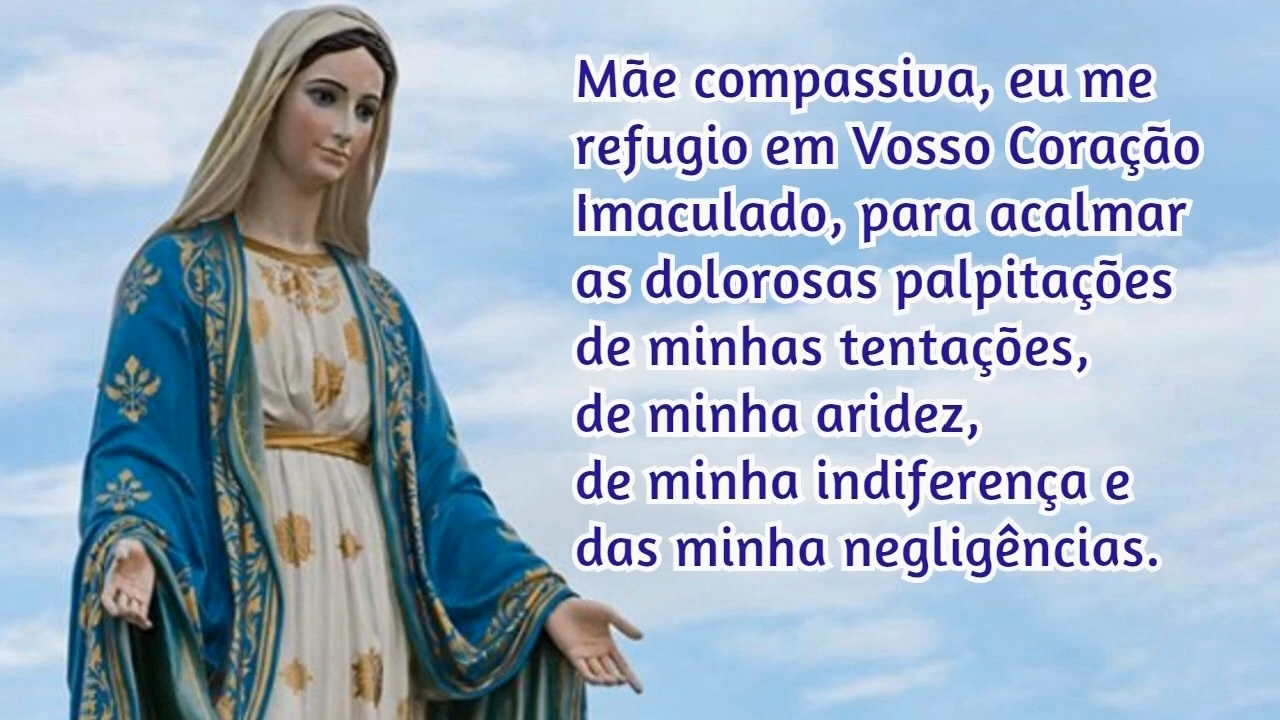 Mãe compassiva, eu me
refugio em Vosso Coração
Imaculado, para acalmar
as dolorosas palpitações
de minhas tentações,
de minha aridez,
de minha indiferença e
das minha negligências.